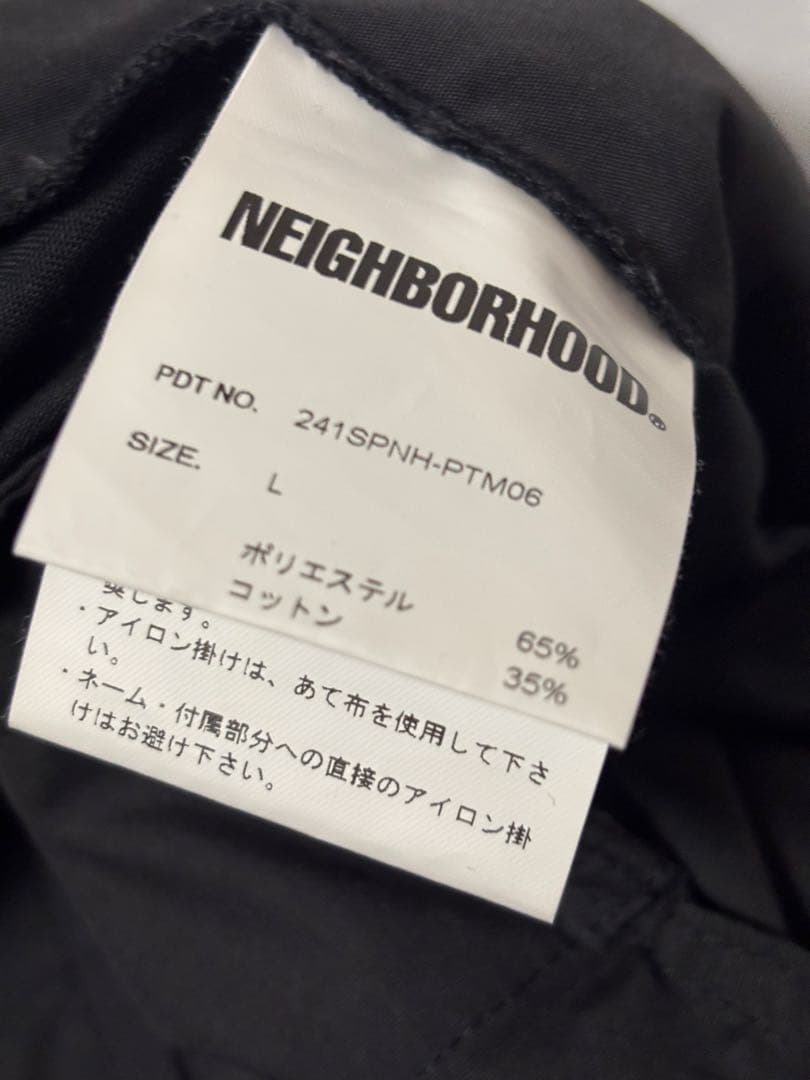 NEIGHBORHOOD®
PDT NO. 241SPNH-PTM06
SIZE. L
ポリエステル 65%
コットン 35%
します。
・アイロン掛けは、あて布を使用して下さ
い。
・ネーム・付属部分への直接のアイロン掛
けはお避け下さい。